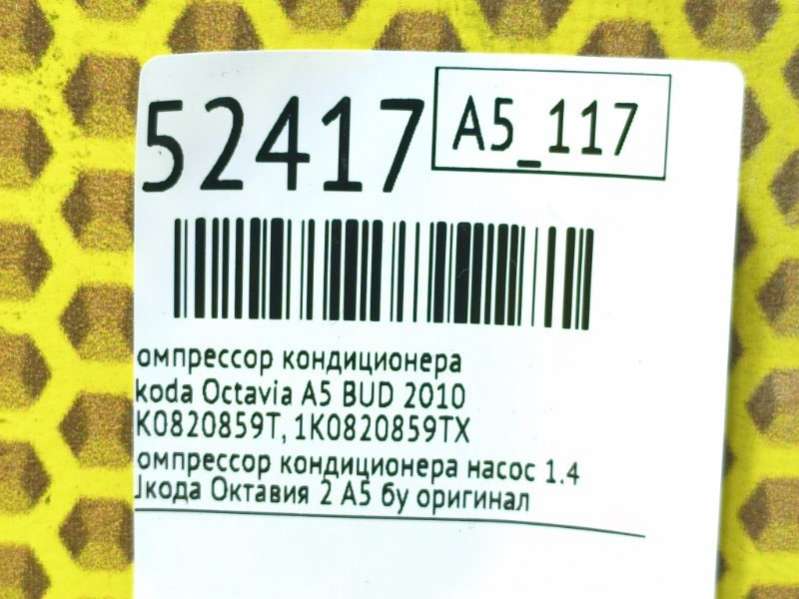 52417
A5_117
омпрессор кондиционера
koda Octavia A5 BUD 2010
K0820859T, 1K0820859TX
омпрессор кондиционера насос 1.4
Шкода Октавия 2 А5 бу оригинал